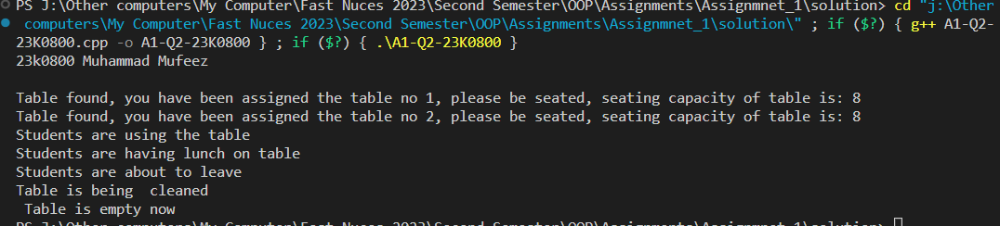 PS J:\Other computers\My Computer\Fast Nuces 2023\Second Semester\OOP\Assignments\Assignmnet_1\solution> cd "j:\Other
computers\My Computer\Fast Nuces 2023\Second Semester\OOP\Assignments\Assignmnet_1\solution\" ; if ($?) { g++ A1-Q2-
23K0800.cpp -o A1-Q2-23K0800 } ; if ($?) { .\A1-Q2-23K0800 }
23k0800 Muhammad Mufeez
Table found, you have been assigned the table no 1, please be seated, seating capacity of table is: 8
Table found, you have been assigned the table no 2, please be seated, seating capacity of table is: 8
Students are using the table
Students are having lunch on table
Students are about to leave
Table is being  cleaned
 Table is empty now
PS J:\Other computers\My Computer\Fast Nuces 2023\Second Semester\OOP\Assignments\Assignmnet_1\solution>